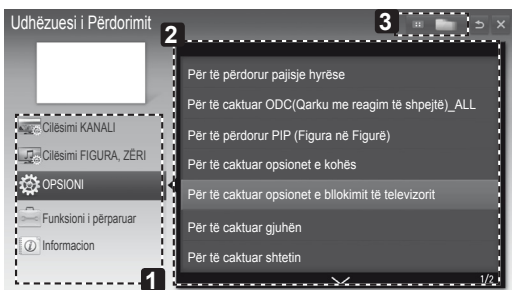 Udhëzuesi i Përdorimit
3
2
Për të përdorur pajisje hyrëse
Për të caktuar ODC(Qarku me reagim të shpejtë)_ALL
Për të përdorur PIP (Figura në Figurë)
Për të caktuar opsionet e kohës
Për të caktuar opsionet e bllokimit të televizorit
Për të caktuar gjuhën
Për të caktuar shtetin
1/2
Cilësimi KANALI
Cilësimi FIGURA, ZËRI
OPSIONI
Funksioni i përparuar
Informacion
1